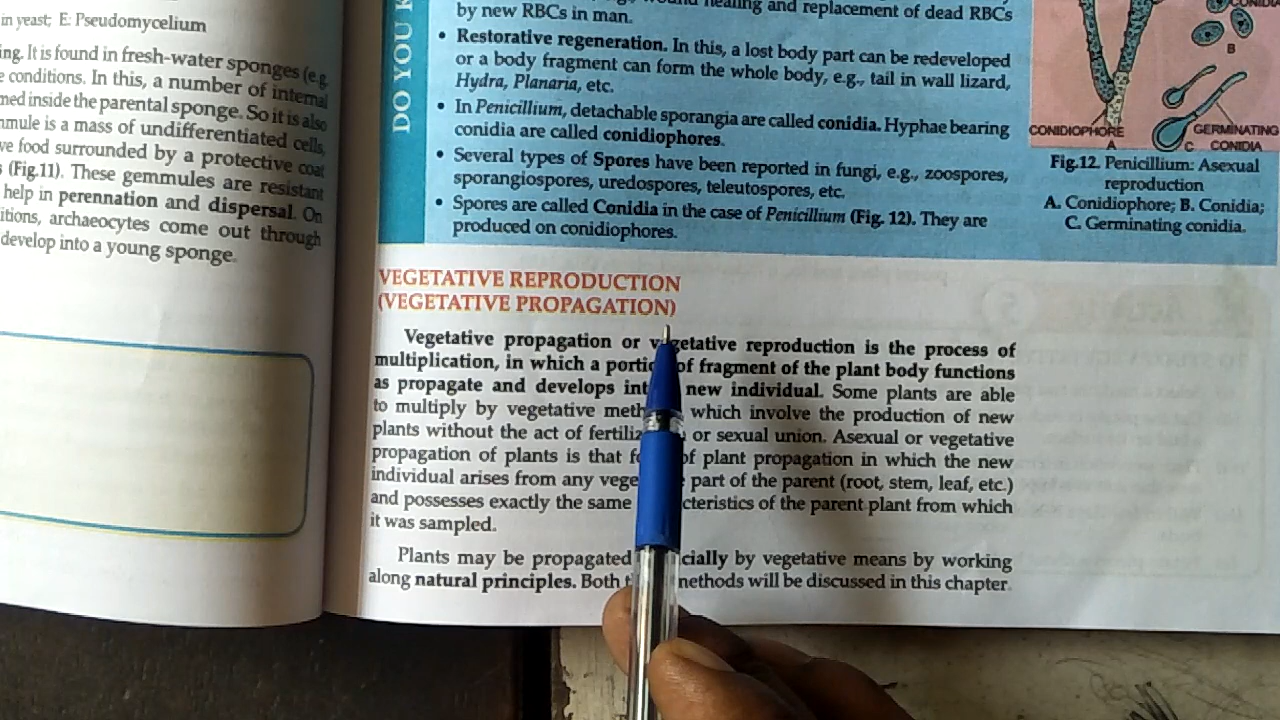 in yeast; E: Pseudomycelium
ing. It is found in fresh-water sponges (e.g.
e conditions. In this, a number of internal
med inside the parental sponge. So it is also
mmule is a mass of undifferentiated cells,
ve food surrounded by a protective coat
s (Fig.11). These gemmules are resistant
help in perennation and dispersal. On
itions, archaeocytes come out through
develop into a young sponge.
DO YOU K
healing and replacement of dead RBCs
by new RBCs in man.
• Restorative regeneration. In this, a lost body part can be redeveloped
or a body fragment can form the whole body, e.g., tail in wall lizard,
Hydra, Planaria, etc.
• In Penicillium, detachable sporangia are called conidia. Hyphae bearing
conidia are called conidiophores.
• Several types of Spores have been reported in fungi, e.g., zoospores,
sporangiospores, uredospores, teleutospores, etc.
• Spores are called Conidia in the case of Penicillium (Fig. 12). They are
produced on conidiophores.
B
CONIDIOPHORE
A
C
GERMINATING
CONIDIA
Fig.12. Penicillium: Asexual
reproduction
A. Conidiophore; B. Conidia;
C. Germinating conidia.
VEGETATIVE REPRODUCTION
(VEGETATIVE PROPAGATION)
Vegetative propagation or vegetative reproduction is the process of
multiplication, in which a portio of fragment of the plant body functions
as propagate and develops int new individual. Some plants are able
to multiply by vegetative meth which involve the production of new
plants without the act of fertiliz or sexual union. Asexual or vegetative
propagation of plants is that f of plant propagation in which the new
individual arises from any vege part of the parent (root, stem, leaf, etc.)
and possesses exactly the same cteristics of the parent plant from which
it was sampled.
Plants may be propagated cially by vegetative means by working
along natural principles. Both t methods will be discussed in this chapter.